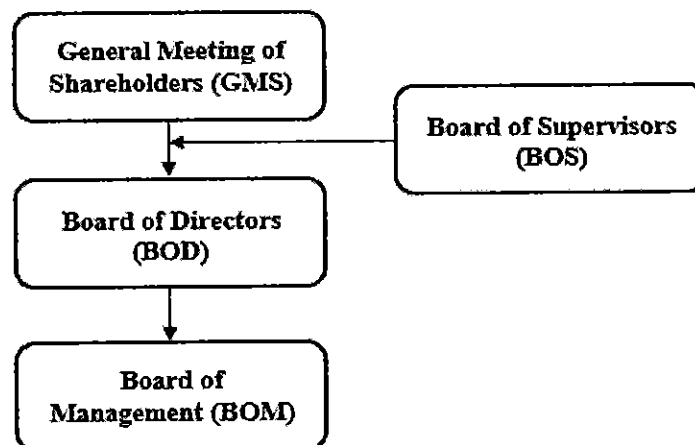 General Meeting of
Shareholders (GMS)
Board of Supervisors
(BOS)
Board of Directors
(BOD)
Board of
Management (BOM)